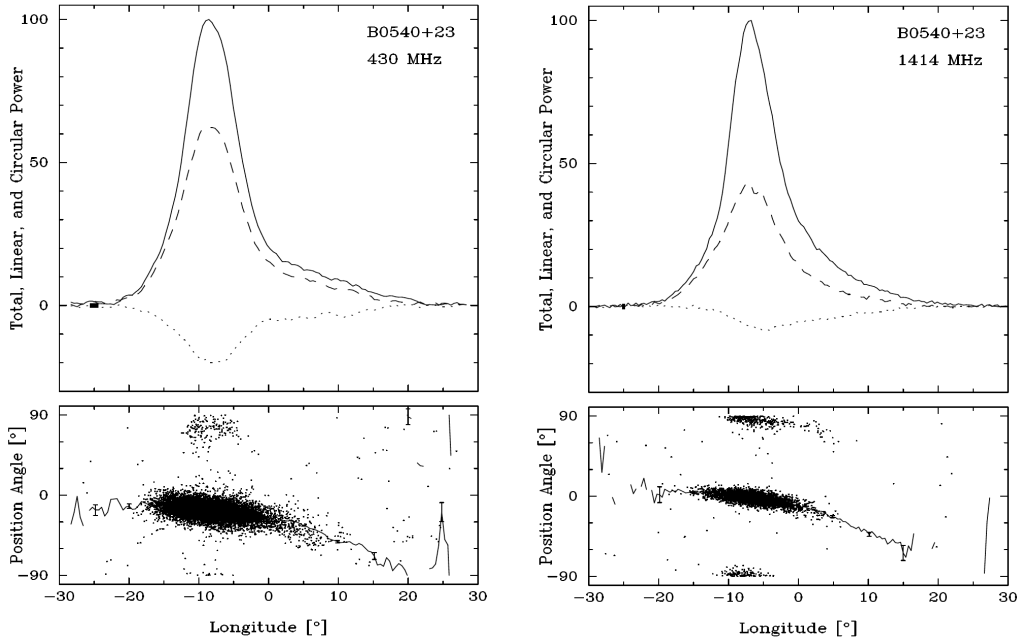 B0540+23
430 MHz
Total, Linear, and Circular Power
100
50
0
Position Angle [°]
90
0
−90
−30 −20 −10 0 10 20 30
Longitude [°]
B0540+23
1414 MHz
Total, Linear, and Circular Power
100
50
0
Position Angle [°]
90
0
−90
−30 −20 −10 0 10 20 30
Longitude [°]